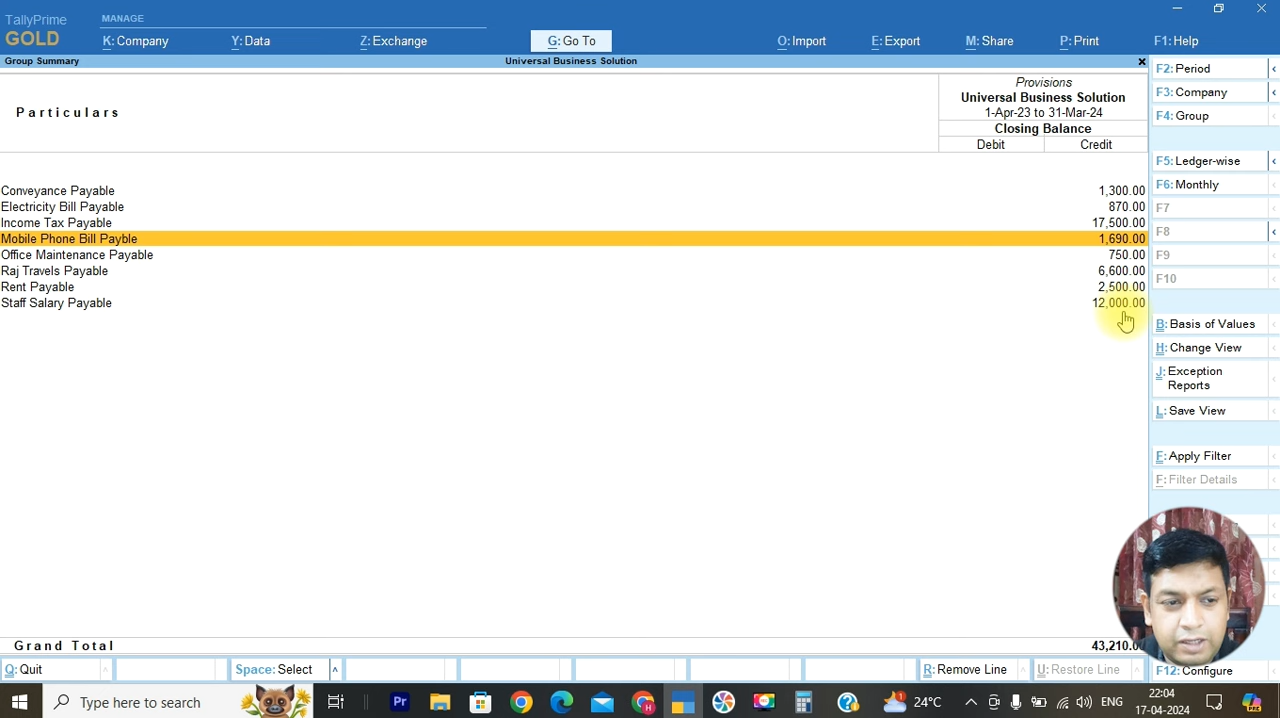 TallyPrime
GOLD
MANAGE
K: Company
Y: Data
Z: Exchange
G: Go To
O: Import
E: Export
M: Share
P: Print
F1: Help
Group Summary
Universal Business Solution
×
Particulars
Provisions
Universal Business Solution
1-Apr-23 to 31-Mar-24
Closing Balance
Debit Credit
Conveyance Payable 1,300.00
Electricity Bill Payable 870.00
Income Tax Payable 17,500.00
Mobile Phone Bill Payble 1,690.00
Office Maintenance Payable 750.00
Raj Travels Payable 6,600.00
Rent Payable 2,500.00
Staff Salary Payable 12,000.00
Grand Total 43,210.00
F2: Period
F3: Company
F4: Group
F5: Ledger-wise
F6: Monthly
F7
F8
F9
F10
B: Basis of Values
H: Change View
J: Exception
Reports
L: Save View
F: Apply Filter
F: Filter Details
F12: Configure
Q: Quit
Space: Select
R: Remove Line
U: Restore Line
Type here to search
Pr
24°C
ENG
22:04
17-04-2024